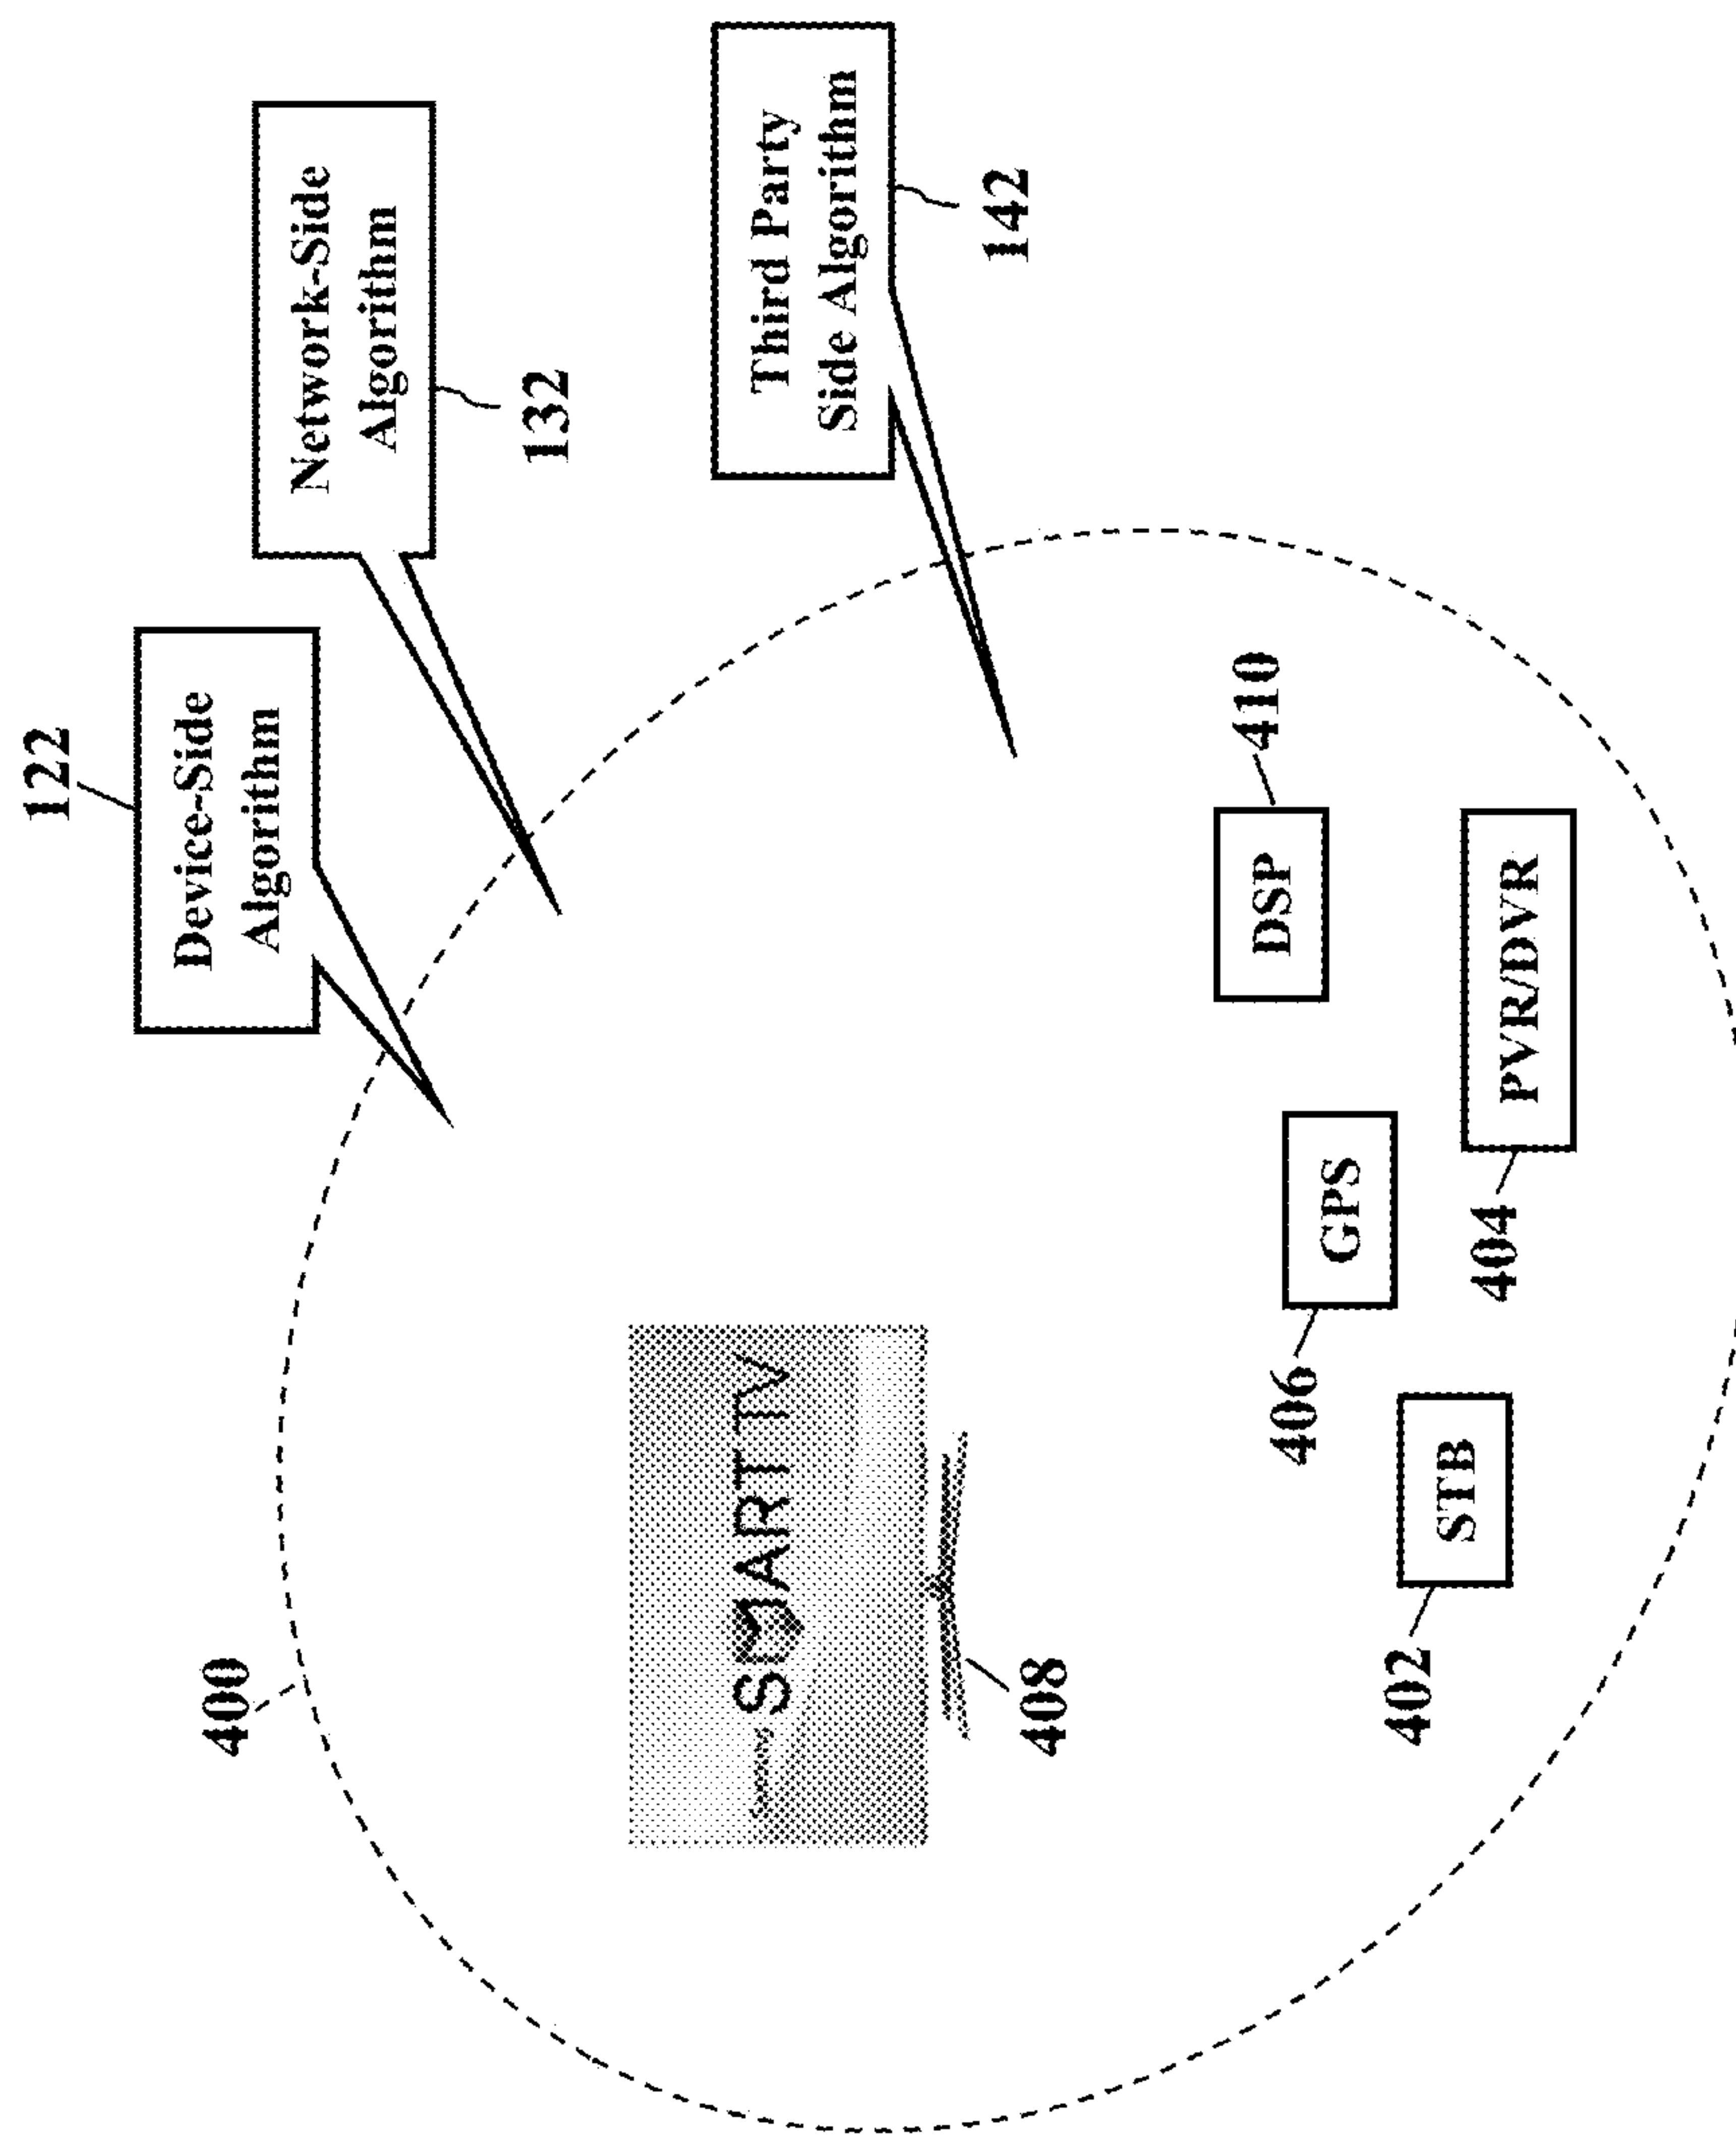 122
Device-Side
Algorithm
Network-Side
Algorithm
132
Third Party
Side Algorithm
142
400
SMART TV
408
410
DSP
GPS
406
PVR/DVR
404
STB
402